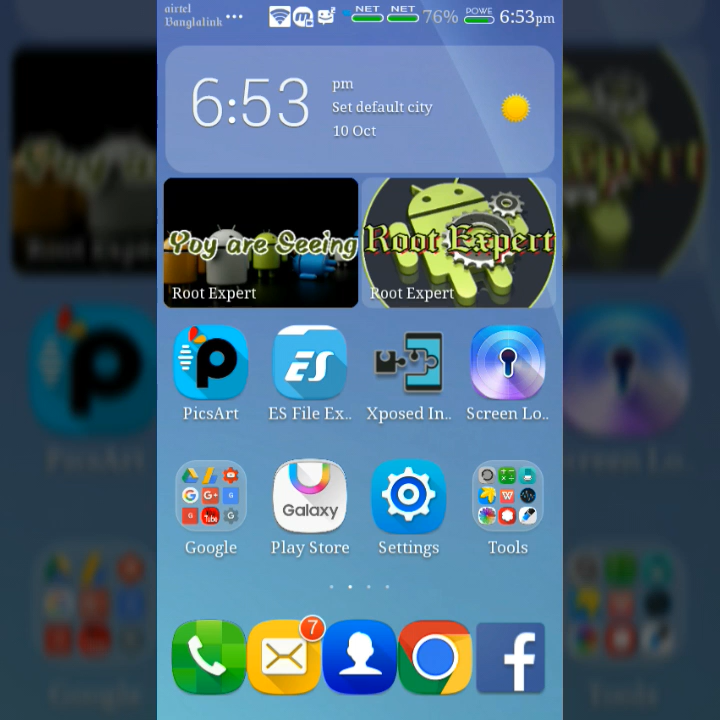 airtel
Banglalink
NET NET 76% POWE 6:53pm
6:53
pm
Set default city
10 Oct
You are Seeing
Root Expert
Root Expert
Root Expert
PicsArt
ES
ES File Ex..
Xposed In..
Screen Lo..
Google
Galaxy
Play Store
Settings
Tools
7